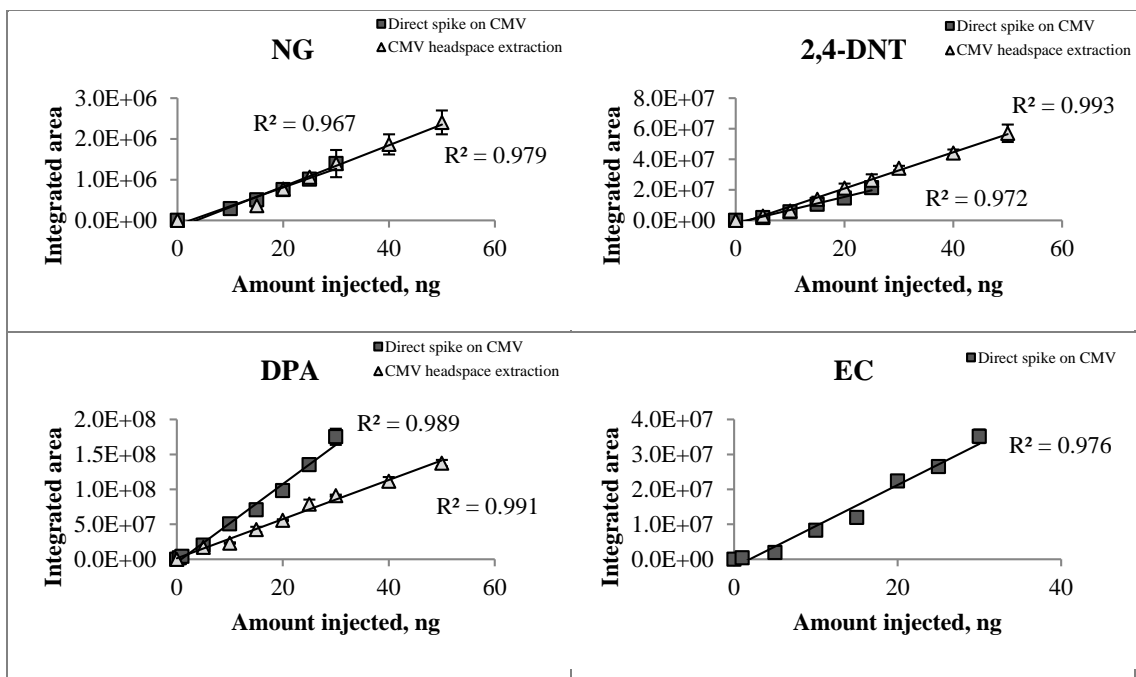 ■ Direct spike on CMV
△ CMV headspace extraction
NG
Integrated area
3.0E+06
2.0E+06
1.0E+06
0.0E+00
R² = 0.967
R² = 0.979
0 20 40 60
Amount injected, ng
■ Direct spike on CMV
△ CMV headspace extraction
2,4-DNT
Integrated area
8.0E+07
6.0E+07
4.0E+07
2.0E+07
0.0E+00
R² = 0.993
R² = 0.972
0 20 40 60
Amount injected, ng
■ Direct spike on CMV
△ CMV headspace extraction
DPA
Integrated area
2.0E+08
1.5E+08
1.0E+08
5.0E+07
0.0E+00
R² = 0.989
R² = 0.991
0 20 40 60
Amount injected, ng
■ Direct spike on CMV
EC
Integrated area
4.0E+07
3.0E+07
2.0E+07
1.0E+07
0.0E+00
R² = 0.976
0 20 40
Amount injected, ng